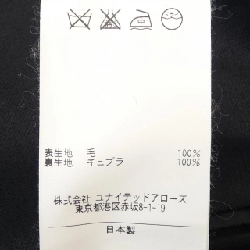 表生地 毛 100%
裏生地 キュプラ 100%
株式会社 ユナイテッドアローズ
東京都港区赤坂8-1-9
日本製